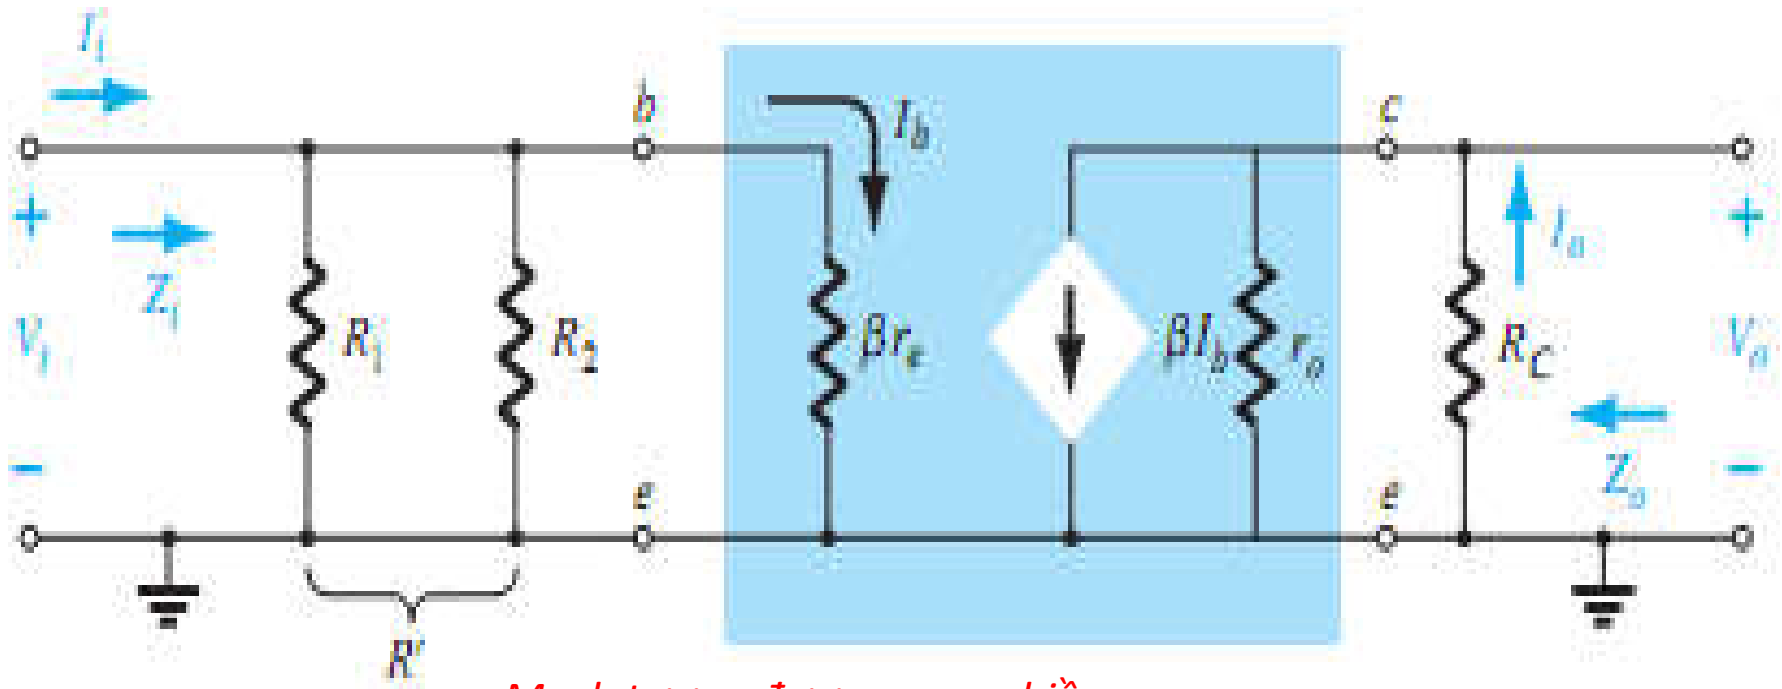 I_i
b
I_b
c
+
Z_i
V_i
R_1
R_2
βr_e
βI_b
r_o
R_C
I_o
+
V_o
Z_o
−
−
e
e
R'